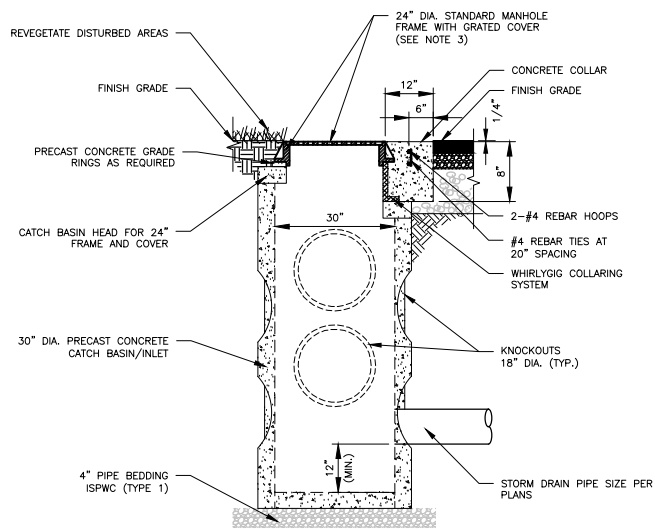 24" DIA. STANDARD MANHOLE
FRAME WITH GRATED COVER
(SEE NOTE 3)
REVEGETATE DISTURBED AREAS
12"
CONCRETE COLLAR
FINISH GRADE
FINISH GRADE
6"
1/4"
PRECAST CONCRETE GRADE
RINGS AS REQUIRED
8"
30"
2-#4 REBAR HOOPS
CATCH BASIN HEAD FOR 24"
FRAME AND COVER
#4 REBAR TIES AT
20" SPACING
WHIRLYGIG COLLARING
SYSTEM
30" DIA. PRECAST CONCRETE
CATCH BASIN/INLET
KNOCKOUTS
18" DIA. (TYP.)
12"
(MIN.)
4" PIPE BEDDING
ISPWC (TYPE 1)
STORM DRAIN PIPE SIZE PER
PLANS